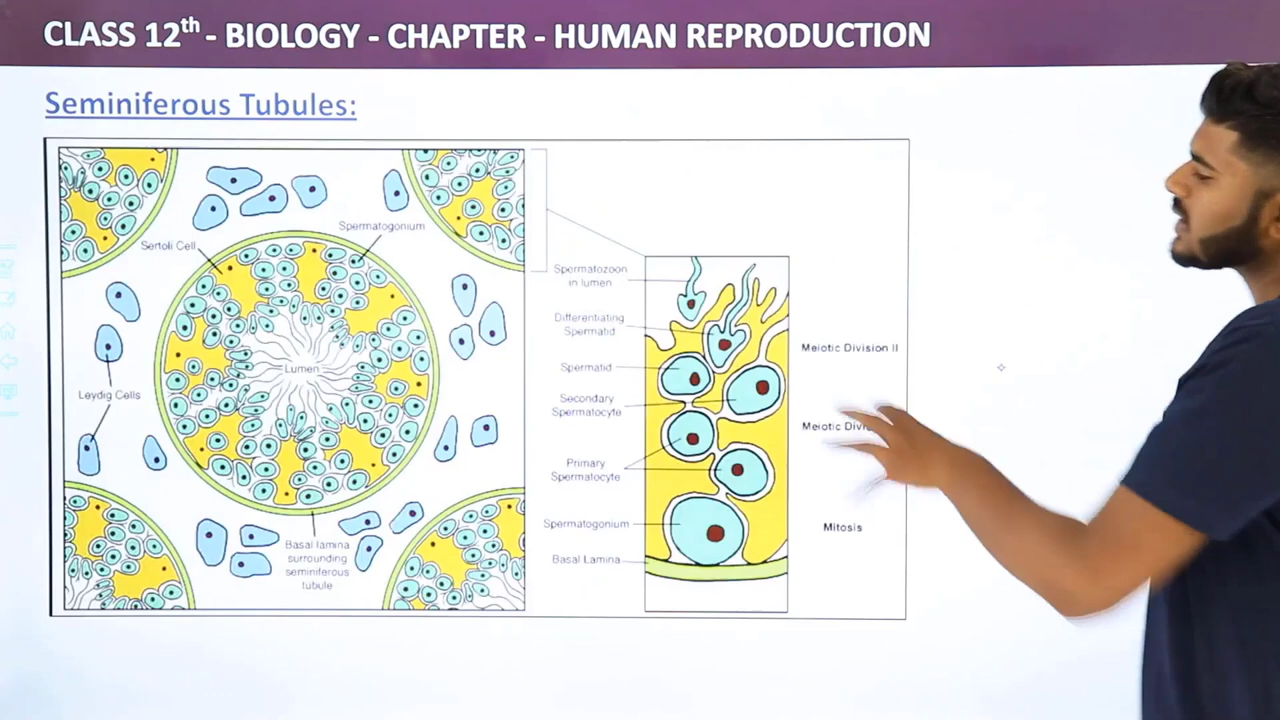 CLASS 12th - BIOLOGY - CHAPTER - HUMAN REPRODUCTION
Seminiferous Tubules:
Spermatogonium
Sertoli Cell
Lumen
Leydig Cells
Basal lamina
surrounding
seminiferous
tubule
Spermatozoon
in lumen
Differentiating
Spermatid
Spermatid
Secondary
Spermatocyte
Primary
Spermatocyte
Spermatogonium
Basal Lamina
Meiotic Division II
Meiotic
Mitosis